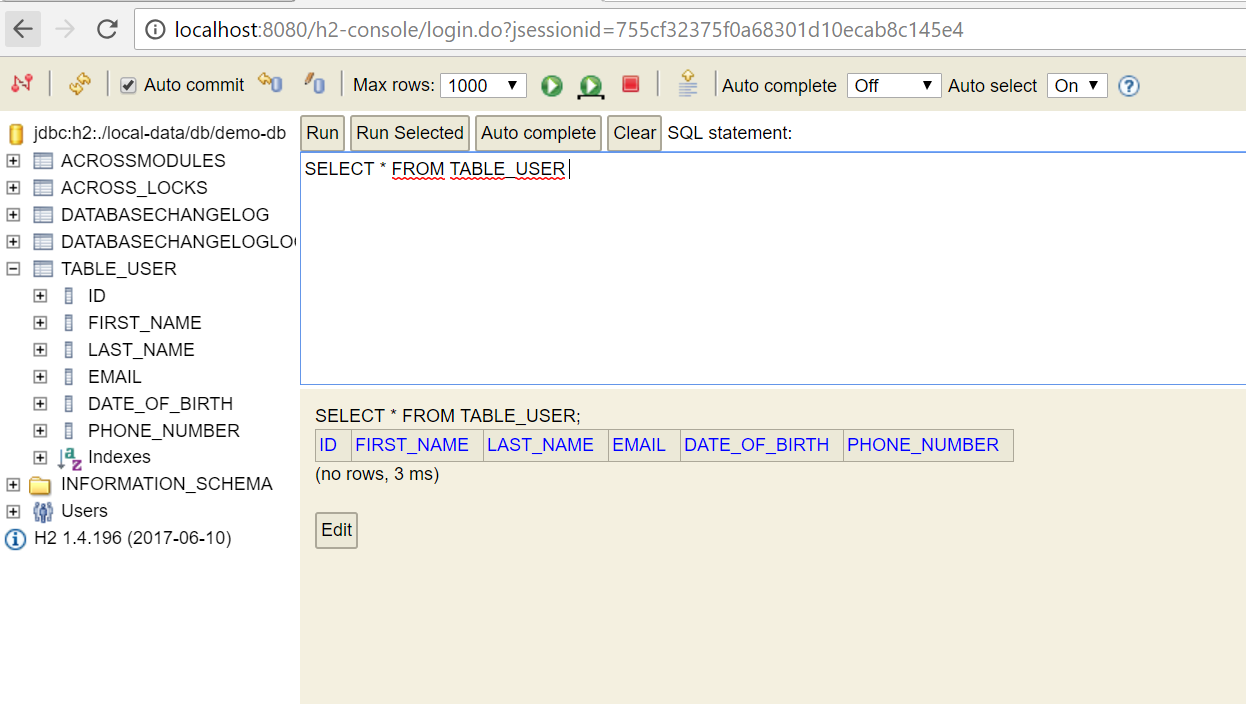 localhost:8080/h2-console/login.do?jsessionid=755cf32375f0a68301d10ecab8c145e4
Auto commit Max rows: 1000 Auto complete Off Auto select On
jdbc:h2:./local-data/db/demo-db
ACROSSMODULES
ACROSS_LOCKS
DATABASECHANGELOG
DATABASECHANGELOGLO
TABLE_USER
ID
FIRST_NAME
LAST_NAME
EMAIL
DATE_OF_BIRTH
PHONE_NUMBER
Indexes
INFORMATION_SCHEMA
Users
H2 1.4.196 (2017-06-10)
Run Run Selected Auto complete Clear SQL statement:
SELECT * FROM TABLE_USER
SELECT * FROM TABLE_USER;
ID FIRST_NAME LAST_NAME EMAIL DATE_OF_BIRTH PHONE_NUMBER
(no rows, 3 ms)
Edit